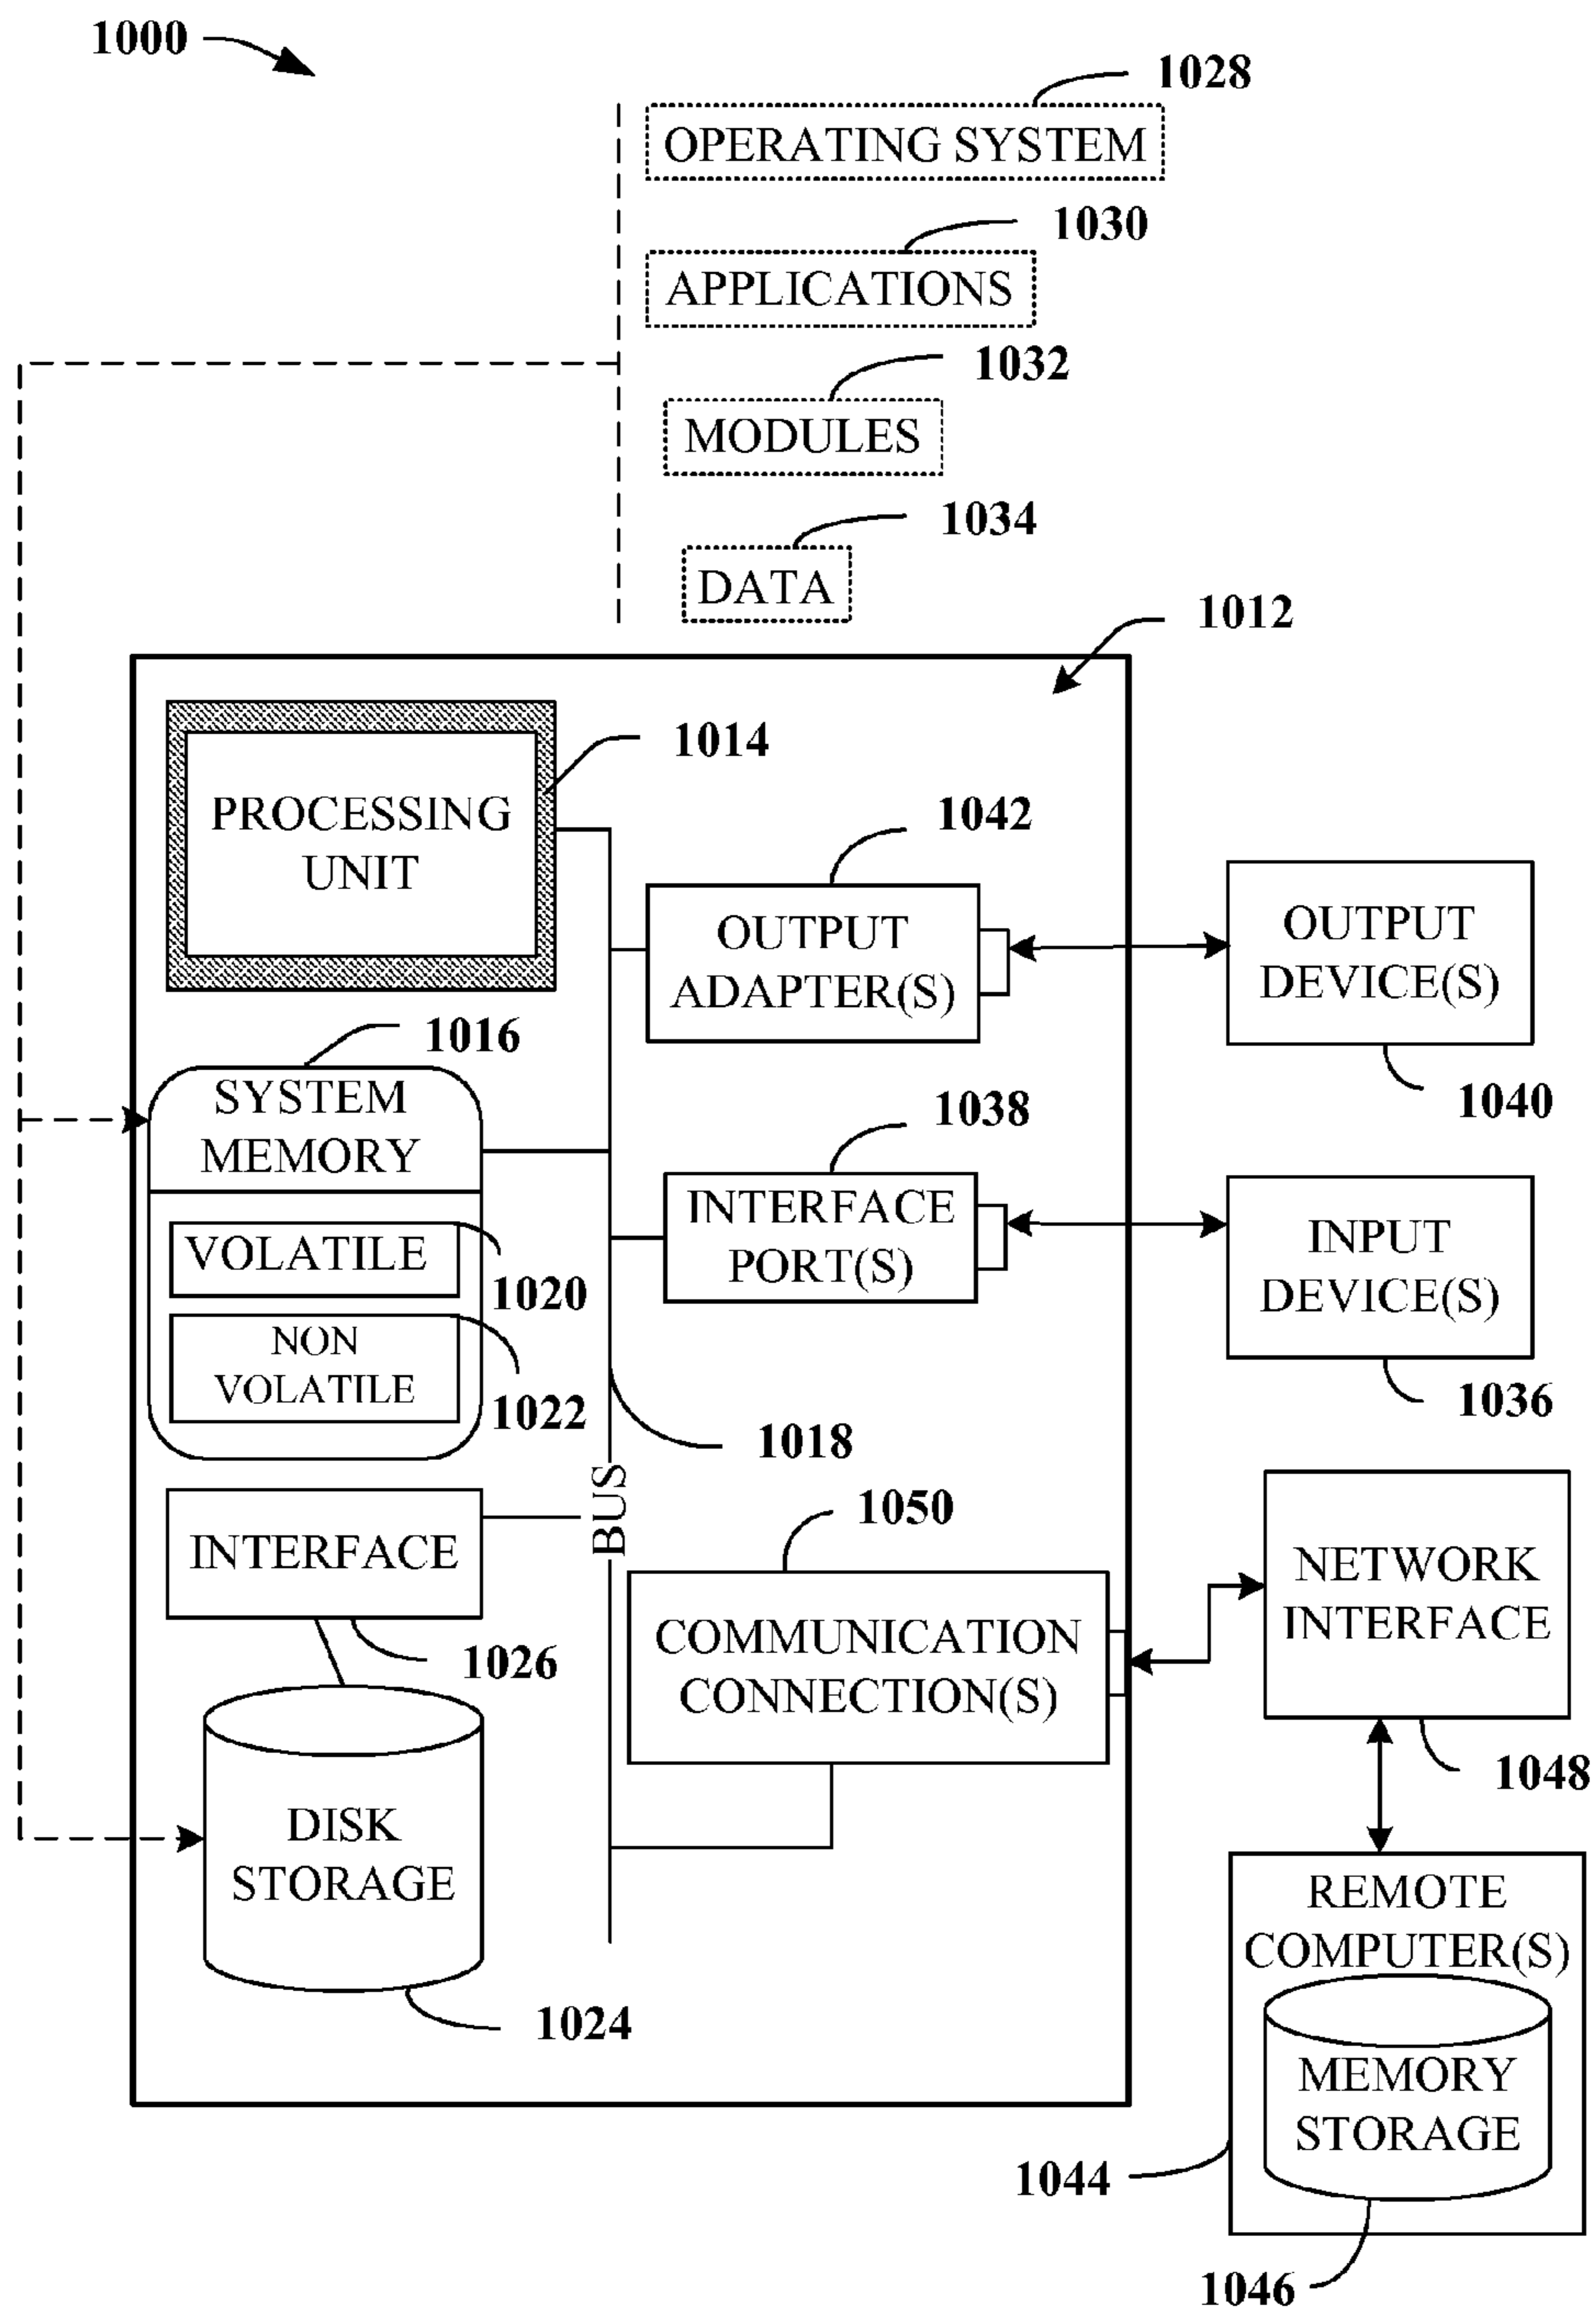 1000
1028
OPERATING SYSTEM
1030
APPLICATIONS
1032
MODULES
1034
DATA
1012
1014
PROCESSING
UNIT
1042
OUTPUT
ADAPTER(S)
OUTPUT
DEVICE(S)
1040
1016
SYSTEM
MEMORY
VOLATILE
1020
NON
VOLATILE
1022
1038
INTERFACE
PORT(S)
INPUT
DEVICE(S)
1036
1018
BUS
INTERFACE
1026
1050
COMMUNICATION
CONNECTION(S)
NETWORK
INTERFACE
1048
DISK
STORAGE
1024
REMOTE
COMPUTER(S)
MEMORY
STORAGE
1044
1046